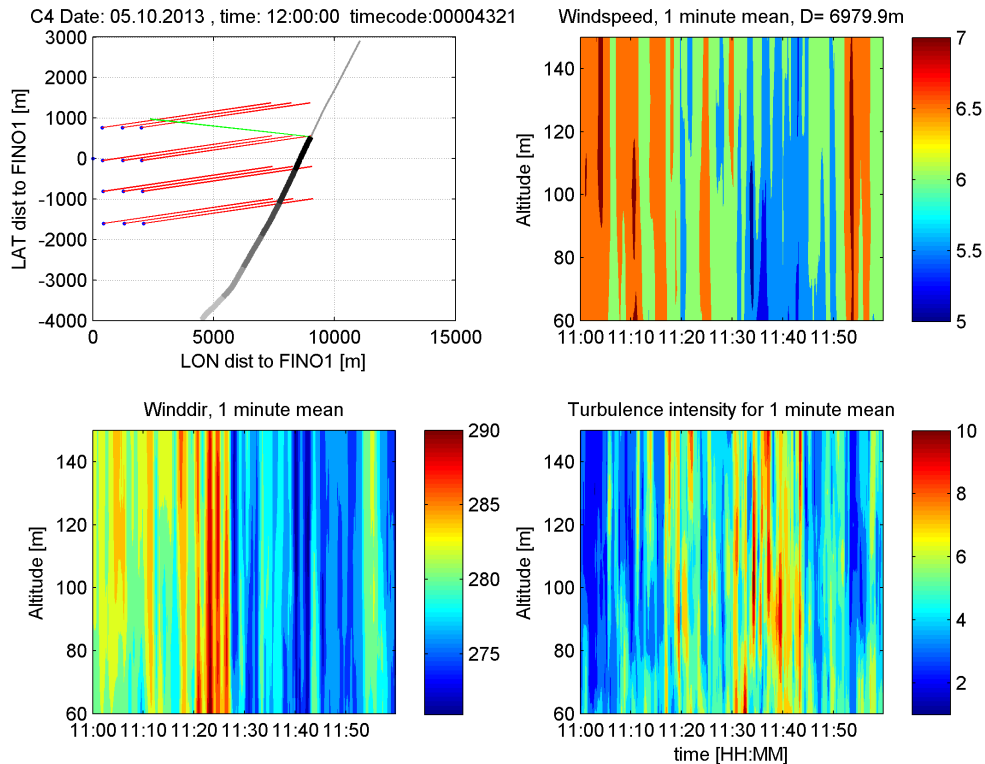 C4 Date: 05.10.2013 , time: 12:00:00  timecode:00004321
3000
2000
1000
0
-1000
-2000
-3000
-4000
LAT dist to FINO1 [m]
0 5000 10000 15000
LON dist to FINO1 [m]
Windspeed, 1 minute mean, D= 6979.9m
140
120
100
80
60
Altitude [m]
11:00 11:10 11:20 11:30 11:40 11:50
7
6.5
6
5.5
5
Winddir, 1 minute mean
140
120
100
80
60
Altitude [m]
11:00 11:10 11:20 11:30 11:40 11:50
290
285
280
275
Turbulence intensity for 1 minute mean
140
120
100
80
60
Altitude [m]
11:00 11:10 11:20 11:30 11:40 11:50
time [HH:MM]
10
8
6
4
2